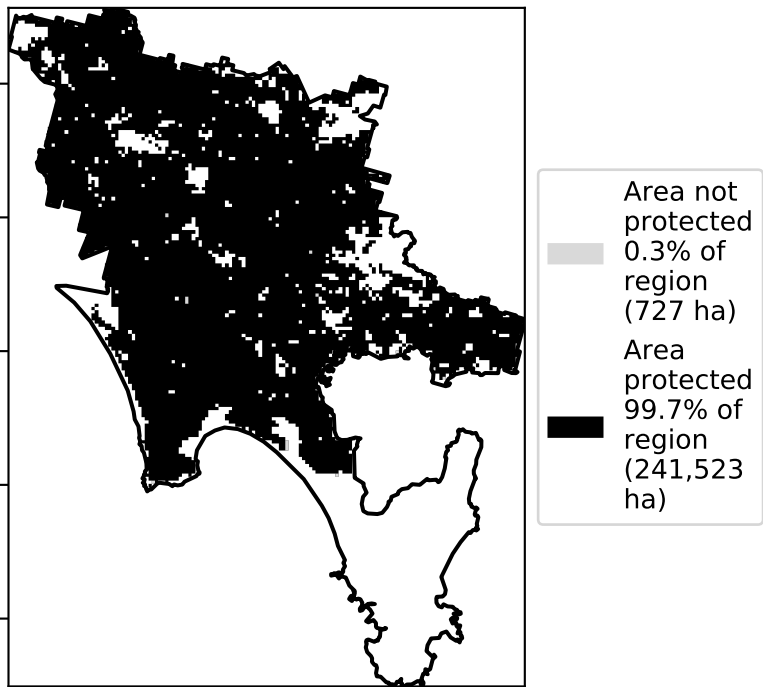 Area not
protected
0.3% of
region
(727 ha)
Area
protected
99.7% of
region
(241,523
ha)